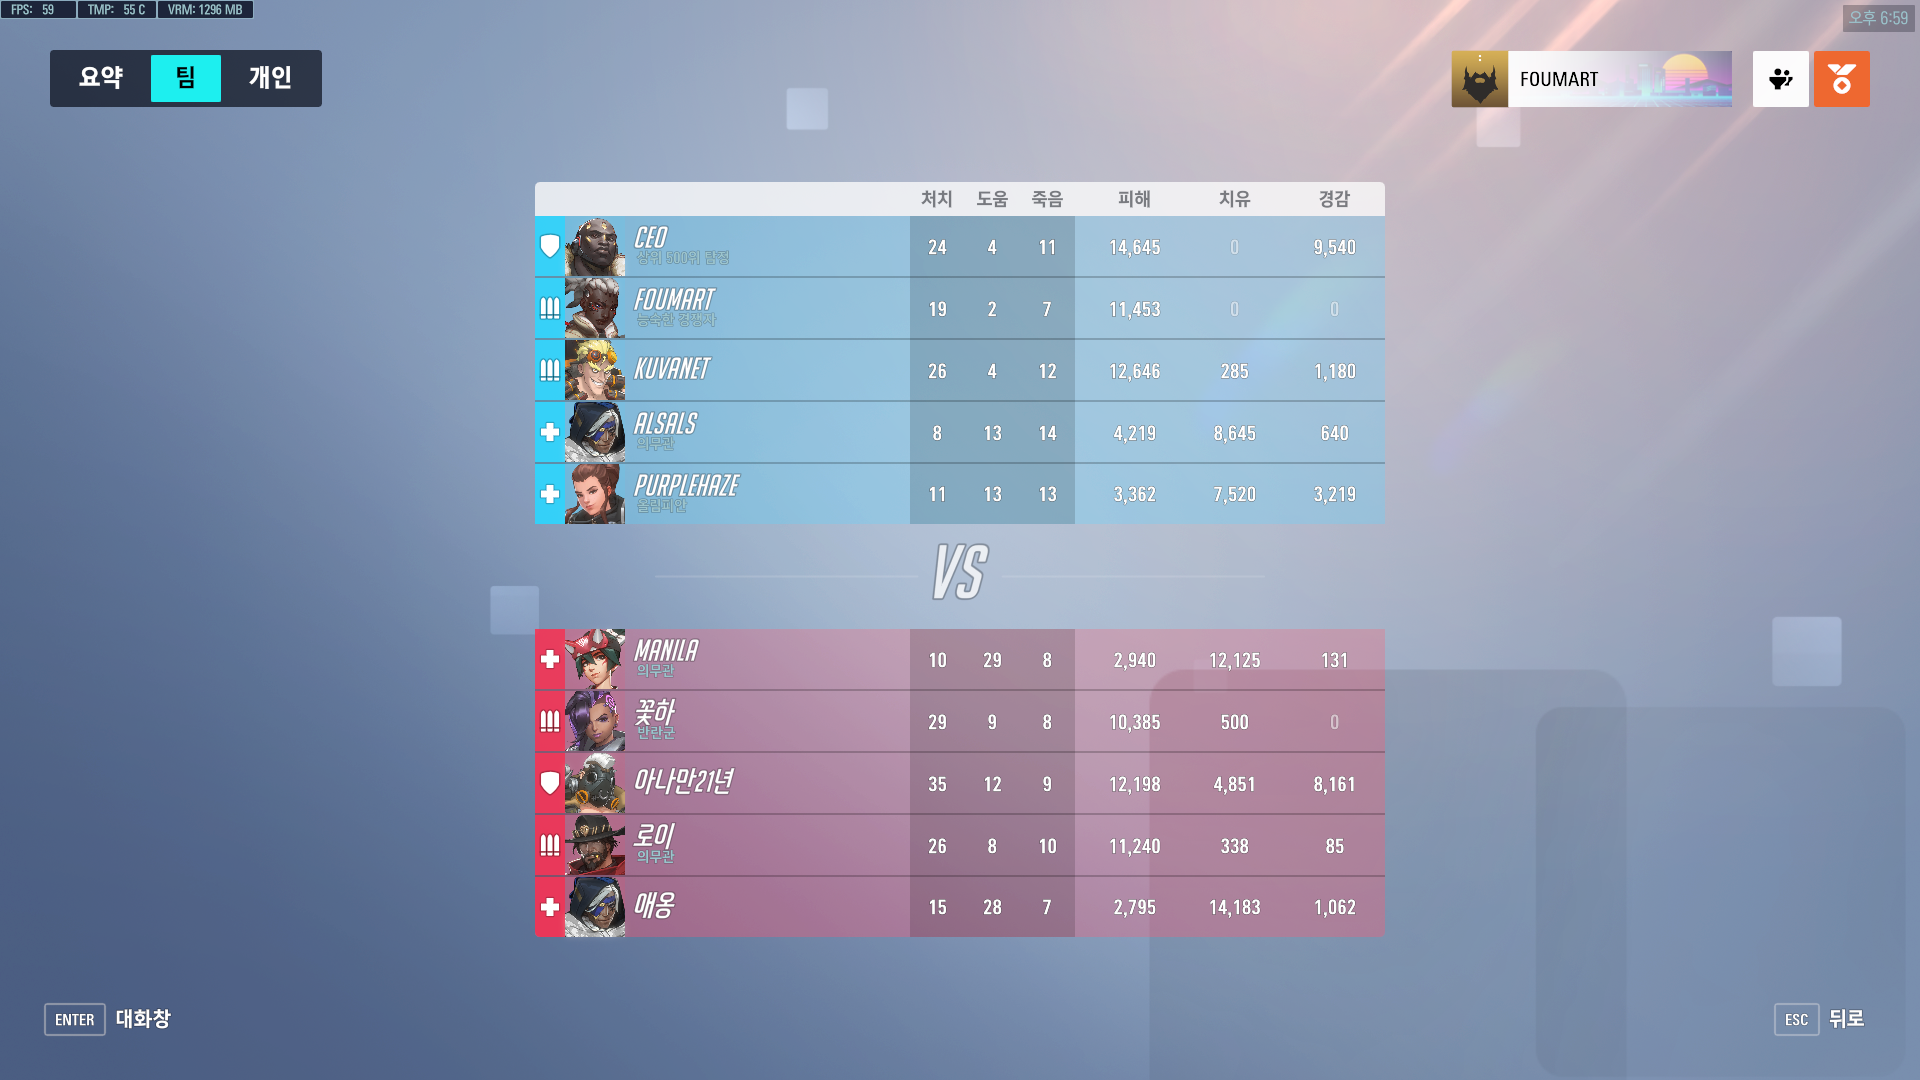 FPS: 59 TMP: 55 C VRM: 1296 MB
오후 6:59
요약 팀 개인
FOUMART
처치 도움 죽음 피해 치유 경감
CEO 24 4 11 14,645 0 9,540
상위 500위 탐정
FOUMART 19 2 7 11,453 0 0
능숙한 경쟁자
KUVANET 26 4 12 12,646 285 1,180
ALSALS 8 13 14 4,219 8,645 640
의무관
PURPLEHAZE 11 13 13 3,362 7,520 3,219
올림피안
VS
MANILA 10 29 8 2,940 12,125 131
의무관
꽃하 29 9 8 10,385 500 0
반란군
아나만21년 35 12 9 12,198 4,851 8,161
로이 26 8 10 11,240 338 85
의무관
애옹 15 28 7 2,795 14,183 1,062
ENTER 대화창
ESC 뒤로